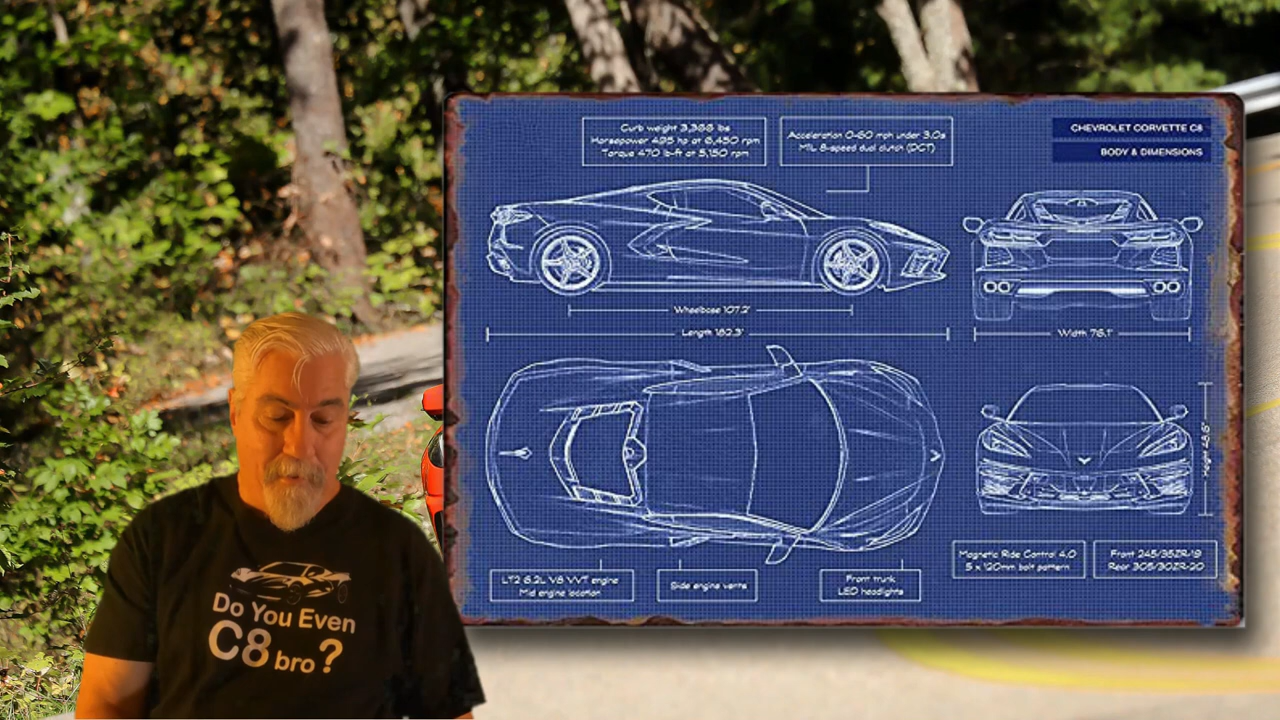 Curb weight 3,366 lbs
Horsepower 495 hp at 6,450 rpm
Torque 470 lb-ft at 5,150 rpm
Acceleration 0-60 mph under 3.0s
M1L 8-speed dual clutch (DCT)
CHEVROLET CORVETTE C8
BODY & DIMENSIONS
Wheelbase 107.2"
Length 182.3"
Width 76.1"
Height 48.6"
Magnetic Ride Control 4.0
5 x 120mm bolt pattern
Front 245/35ZR-19
Rear 305/30ZR-20
LT2 6.2L V8 VVT engine
Mid engine location
Side engine vents
Front trunk
LED headlights
Do You Even
C8 bro?